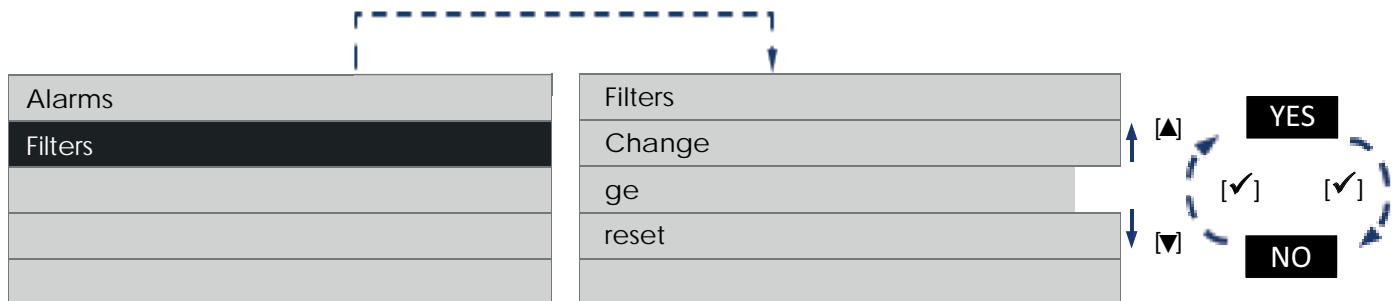 Alarms
Filters
Filters
Change
ge
reset
[▲]
[▼]
YES
[✓] [✓]
NO